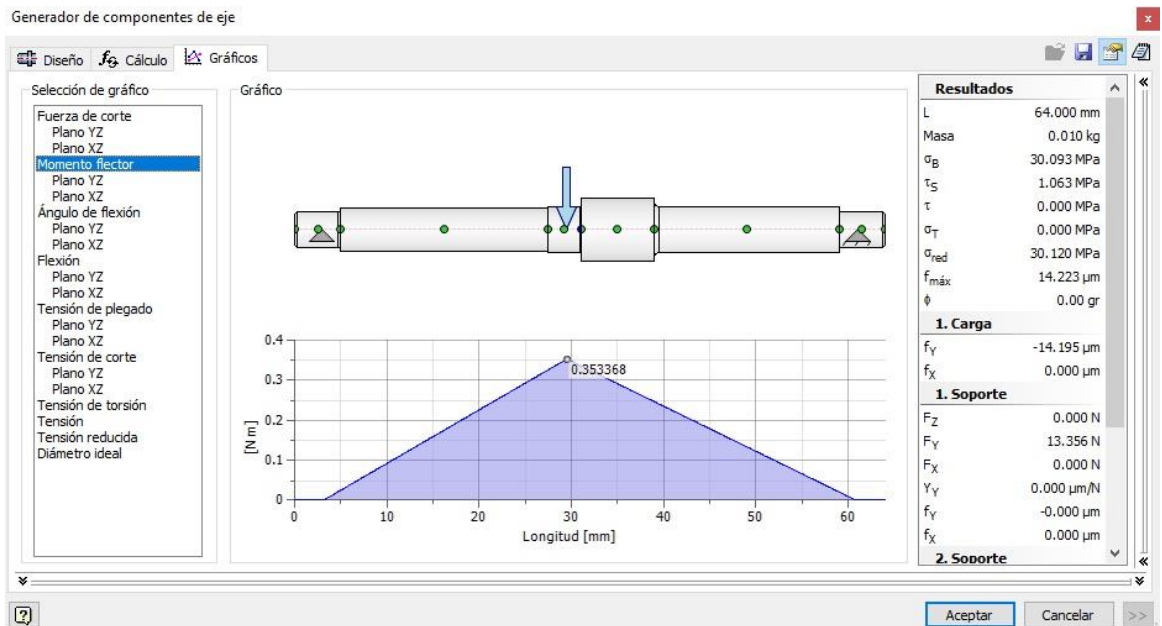 Generador de componentes de eje
x
Diseño
Cálculo
Gráficos
Selección de gráfico
Fuerza de corte
Plano YZ
Plano XZ
Momento flector
Plano YZ
Plano XZ
Ángulo de flexión
Plano YZ
Plano XZ
Flexión
Plano YZ
Plano XZ
Tensión de plegado
Plano YZ
Plano XZ
Tensión de corte
Plano YZ
Plano XZ
Tensión de torsión
Tensión
Tensión reducida
Diámetro ideal
Gráfico
0.4
0.3
0.2
0.1
0
[N m]
0.353368
0 10 20 30 40 50 60
Longitud [mm]
Resultados
L 64.000 mm
Masa 0.010 kg
σB 30.093 MPa
τS 1.063 MPa
τ 0.000 MPa
σT 0.000 MPa
σred 30.120 MPa
fmáx 14.223 µm
ϕ 0.00 gr
1. Carga
fY -14.195 µm
fX 0.000 µm
1. Soporte
FZ 0.000 N
FY 13.356 N
FX 0.000 N
YY 0.000 µm/N
fY -0.000 µm
fX 0.000 µm
2. Soporte
?
Aceptar
Cancelar
>>